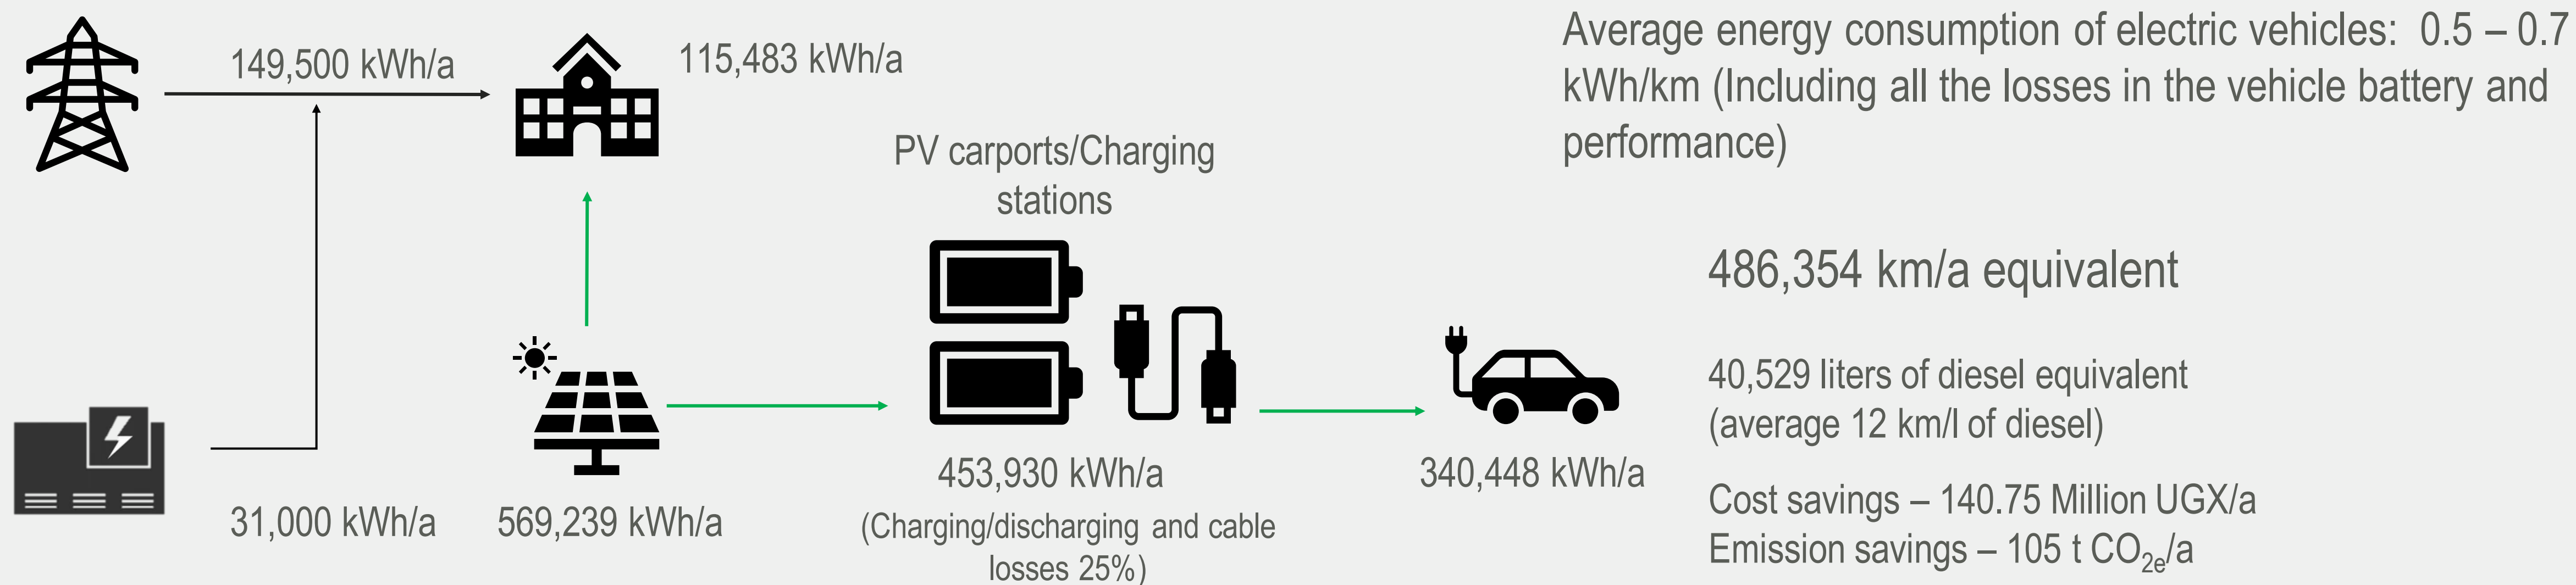 149,500 kWh/a
115,483 kWh/a
31,000 kWh/a
569,239 kWh/a
PV carports/Charging
stations
453,930 kWh/a
(Charging/discharging and cable
losses 25%)
340,448 kWh/a
Average energy consumption of electric vehicles: 0.5 – 0.7
kWh/km (Including all the losses in the vehicle battery and
performance)
486,354 km/a equivalent
40,529 liters of diesel equivalent
(average 12 km/l of diesel)
Cost savings – 140.75 Million UGX/a
Emission savings – 105 t CO₂ₑ/a